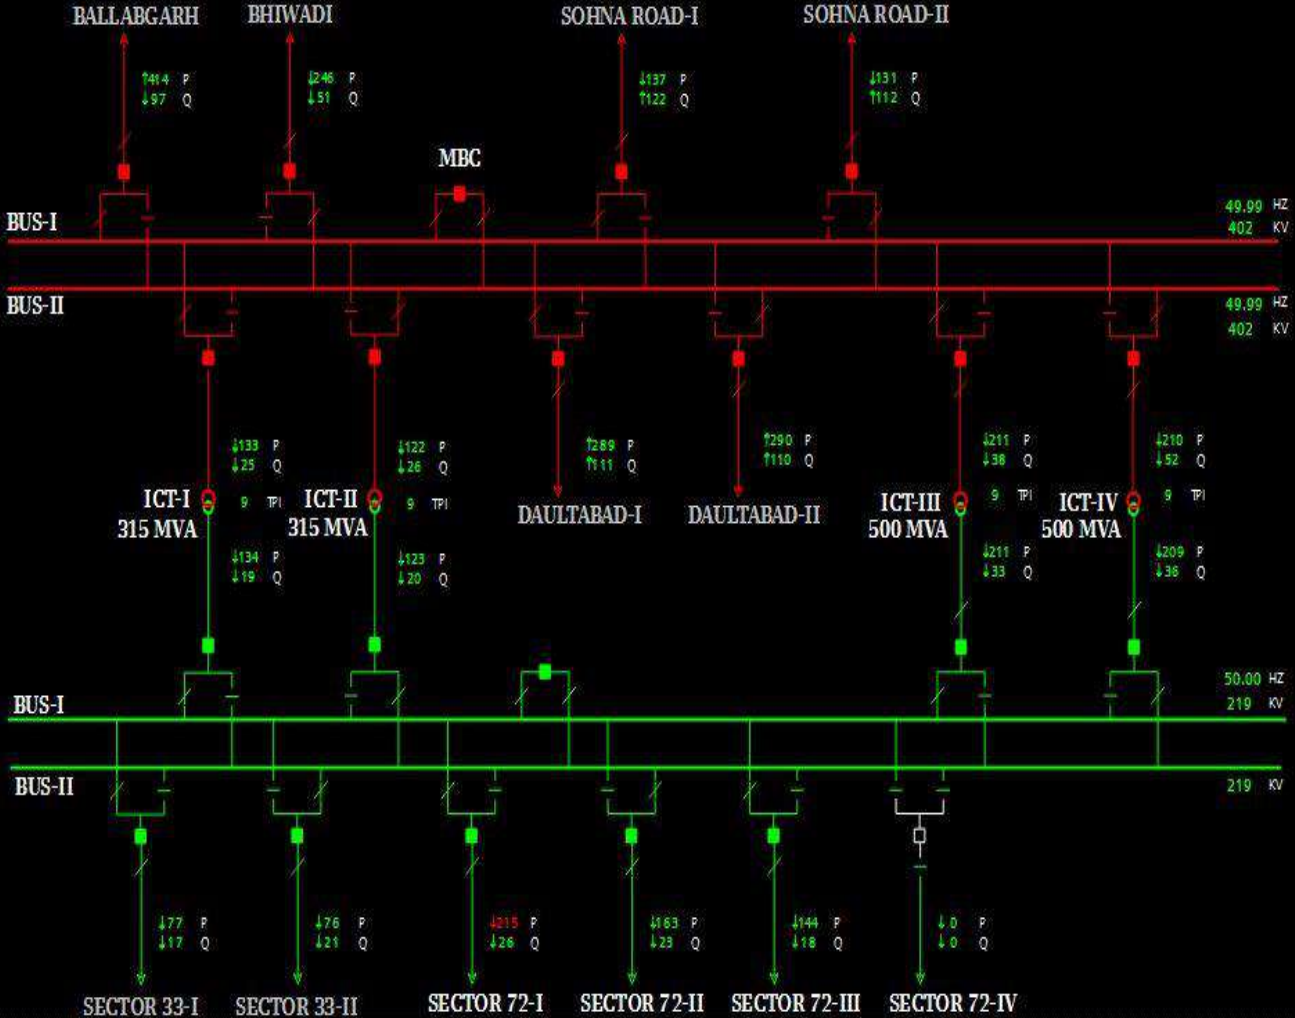 BALLABGARH BHIWADI SOHNA ROAD-I SOHNA ROAD-II
↑414 P ↓246 P ↓137 P ↓131 P
↓97 Q ↓51 Q ↑122 Q ↑112 Q
MBC
BUS-I 49.99 HZ
402 KV
BUS-II 49.99 HZ
402 KV
↓133 P ↓122 P ↑289 P ↑290 P ↓211 P ↓210 P
↓25 Q ↓26 Q ↑111 Q ↑110 Q ↓38 Q ↓52 Q
ICT-I 9 TPI ICT-II 9 TPI ICT-III 9 TPI ICT-IV 9 TPI
315 MVA 315 MVA DAULTABAD-I DAULTABAD-II 500 MVA 500 MVA
↓134 P ↓123 P ↓211 P ↓209 P
↓19 Q ↓20 Q ↓33 Q ↓36 Q
50.00 HZ
BUS-I 219 KV
BUS-II 219 KV
↓77 P ↓76 P ↓215 P ↓163 P ↓144 P ↓0 P
↓17 Q ↓21 Q ↓26 Q ↓23 Q ↓18 Q ↓0 Q
SECTOR 33-I SECTOR 33-II SECTOR 72-I SECTOR 72-II SECTOR 72-III SECTOR 72-IV